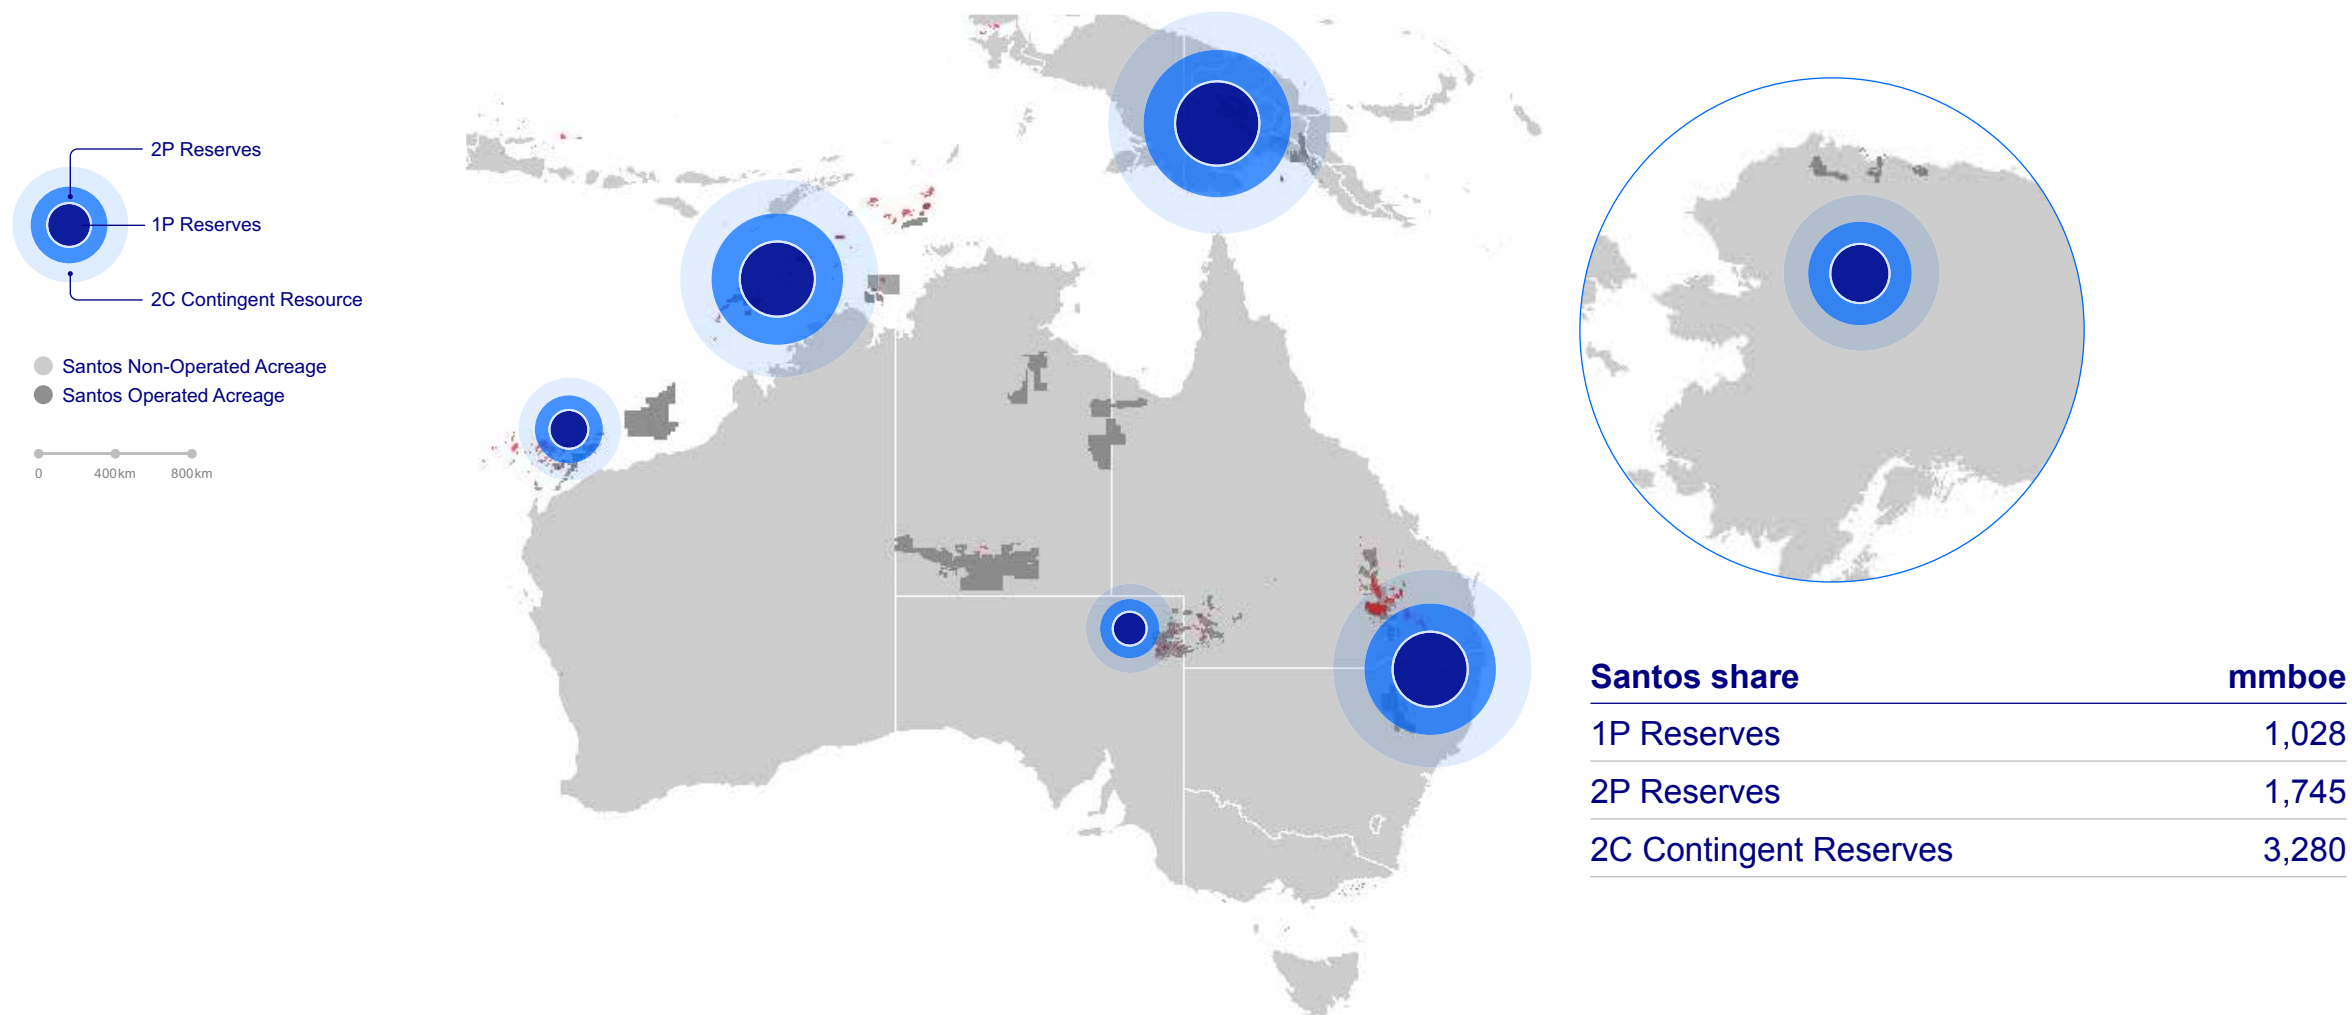 2P Reserves
1P Reserves
2C Contingent Resource
Santos Non-Operated Acreage
Santos Operated Acreage
0 400km 800km
Santos share mmboe
1P Reserves 1,028
2P Reserves 1,745
2C Contingent Reserves 3,280